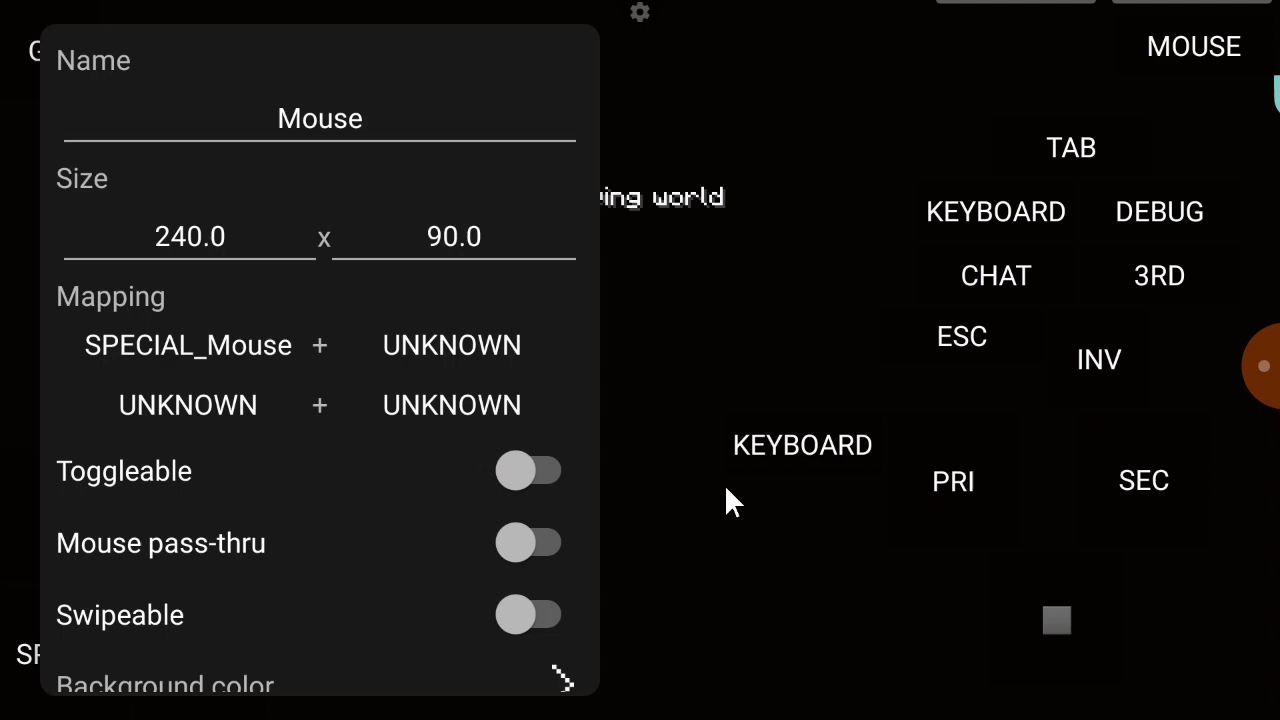 Name
Mouse
Size
240.0 x 90.0
Mapping
SPECIAL_Mouse + UNKNOWN
UNKNOWN + UNKNOWN
Toggleable
Mouse pass-thru
Swipeable
Background color
world
MOUSE
TAB
KEYBOARD DEBUG
CHAT 3RD
ESC
INV
KEYBOARD
PRI SEC